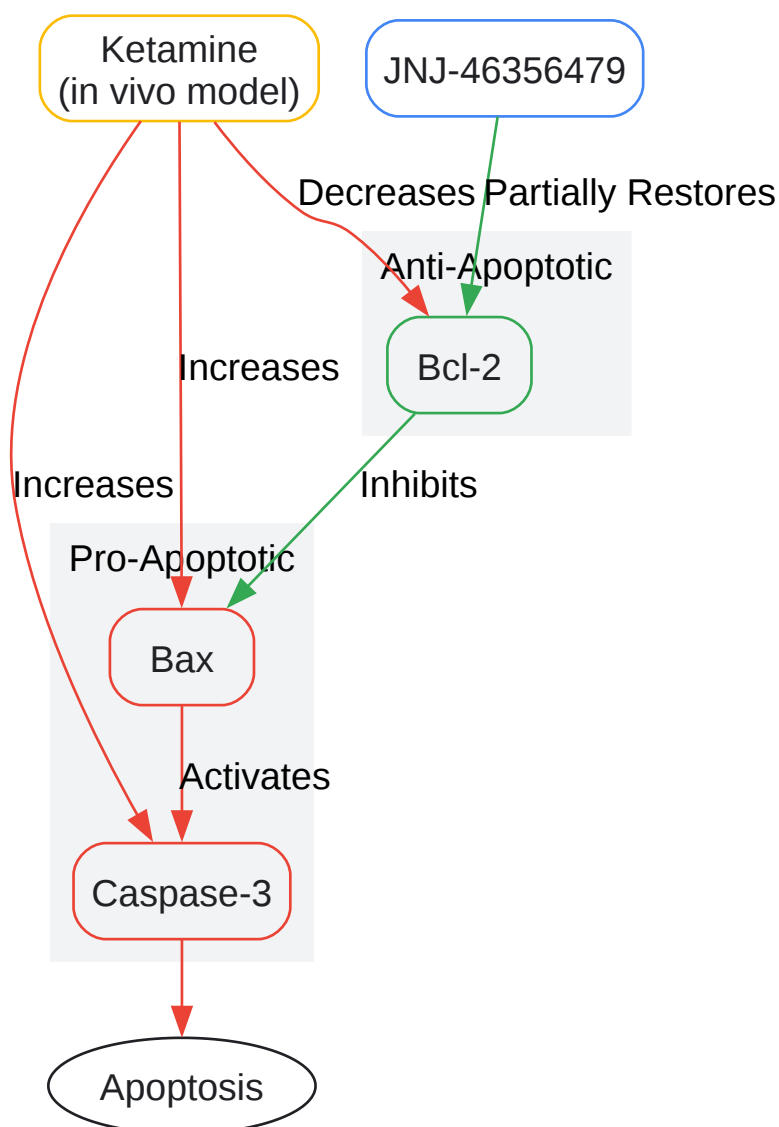 Ketamine
(in vivo model)
JNJ-46356479
Decreases
Partially Restores
Anti-Apoptotic
Increases
Bcl-2
Increases
Inhibits
Pro-Apoptotic
Bax
Activates
Caspase-3
Apoptosis